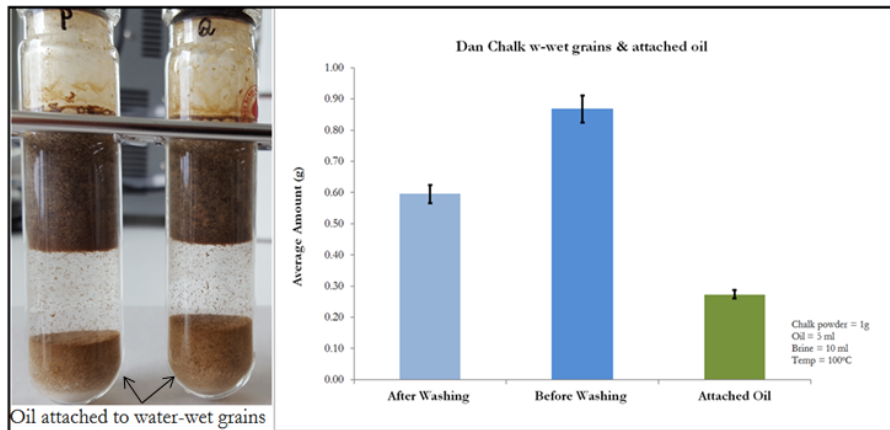 P
Q
Oil attached to water-wet grains
Dan Chalk w-wet grains & attached oil
Average Amount (g)
1.00
0.90
0.80
0.70
0.60
0.50
0.40
0.30
0.20
0.10
0.00
After Washing
Before Washing
Attached Oil
Chalk powder = 1g
Oil = 5 ml
Brine = 10 ml
Temp = 100°C